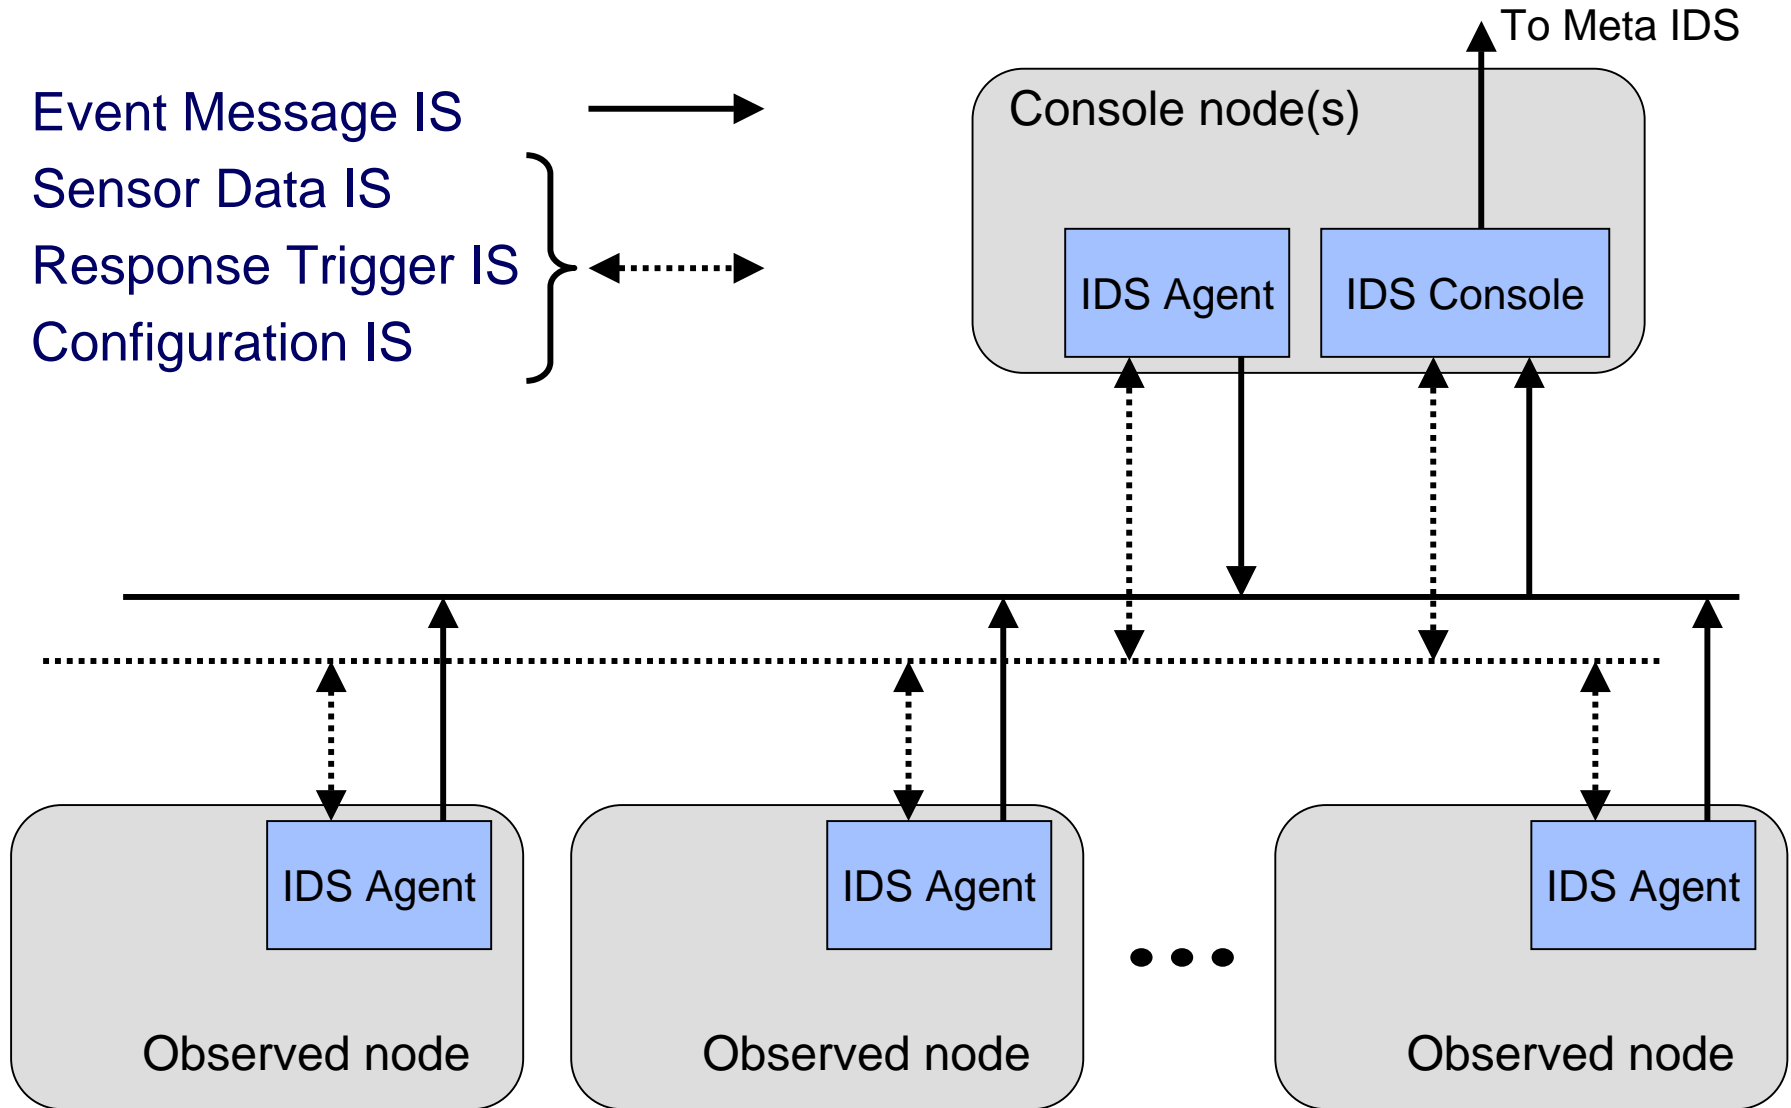 To Meta IDS
Event Message IS
Sensor Data IS
Response Trigger IS
Configuration IS
Console node(s)
IDS Agent
IDS Console
IDS Agent
IDS Agent
IDS Agent
Observed node
Observed node
Observed node